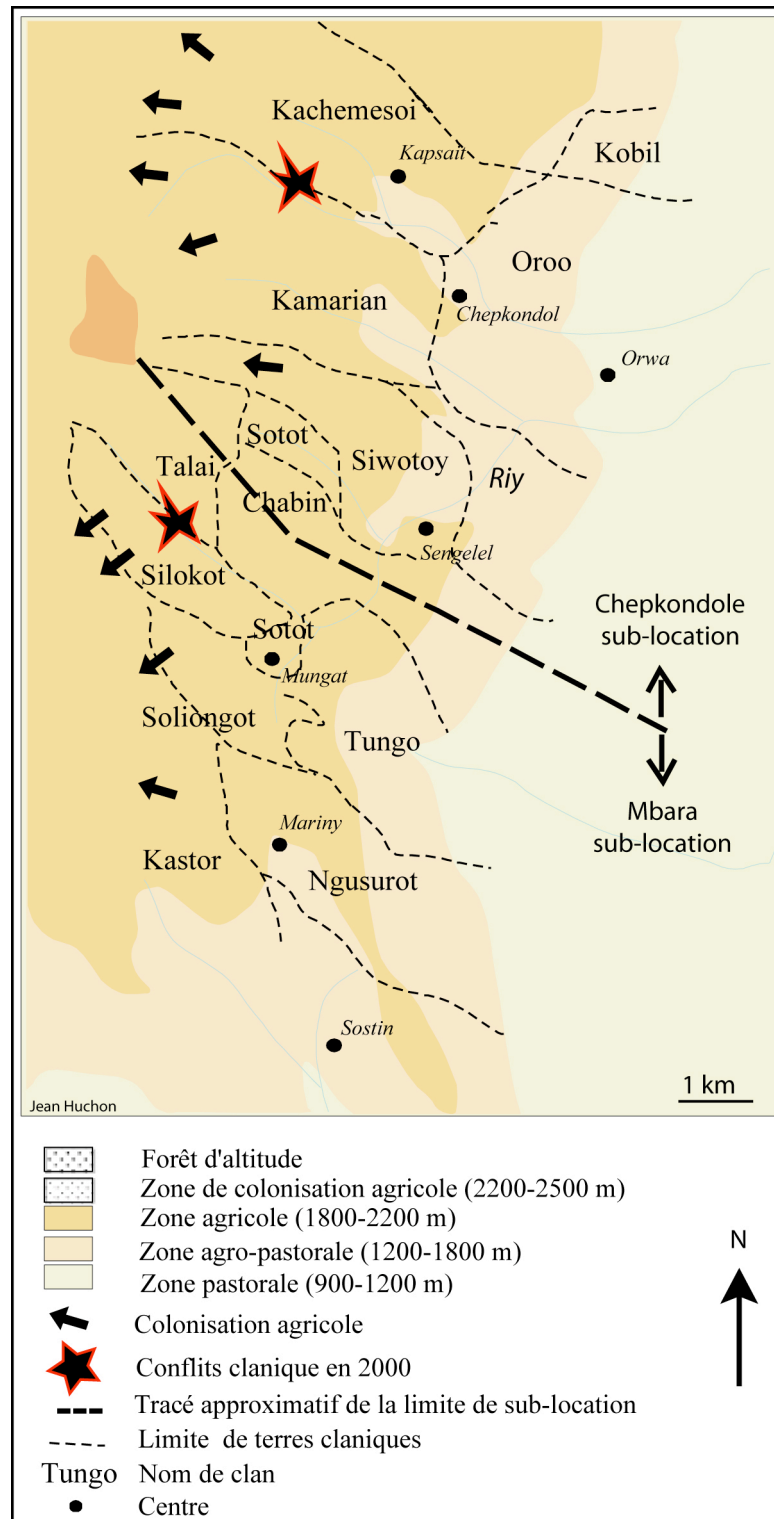 Kachemesoi
Kapsait
Kobil
Oroo
Kamarian
Chepkondol
Orwa
Sotot
Talai
Siwotoy
Riy
Chabin
Sengelel
Silokot
Chepkondole
sub-location
Sotot
Mungat
Soliongot
Tungo
Mbara
sub-location
Mariny
Kastor
Ngusurot
Sostin
1 km
Jean Huchon
Forêt d'altitude
Zone de colonisation agricole (2200-2500 m)
Zone agricole (1800-2200 m)
Zone agro-pastorale (1200-1800 m)
Zone pastorale (900-1200 m)
N
Colonisation agricole
Conflits clanique en 2000
Tracé approximatif de la limite de sub-location
Limite de terres claniques
Tungo Nom de clan
Centre